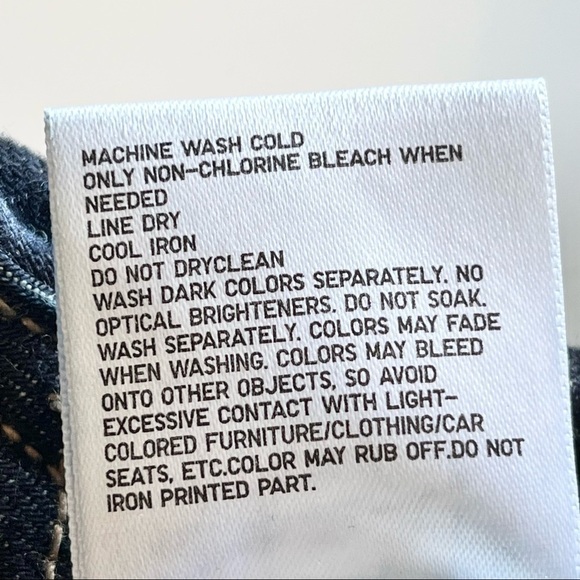 MACHINE WASH COLD
ONLY NON-CHLORINE BLEACH WHEN
NEEDED
LINE DRY
COOL IRON
DO NOT DRYCLEAN
WASH DARK COLORS SEPARATELY. NO
OPTICAL BRIGHTENERS. DO NOT SOAK.
WASH SEPARATELY. COLORS MAY FADE
WHEN WASHING. COLORS MAY BLEED
ONTO OTHER OBJECTS, SO AVOID
EXCESSIVE CONTACT WITH LIGHT-
COLORED FURNITURE/CLOTHING/CAR
SEATS, ETC.COLOR MAY RUB OFF.DO NOT
IRON PRINTED PART.